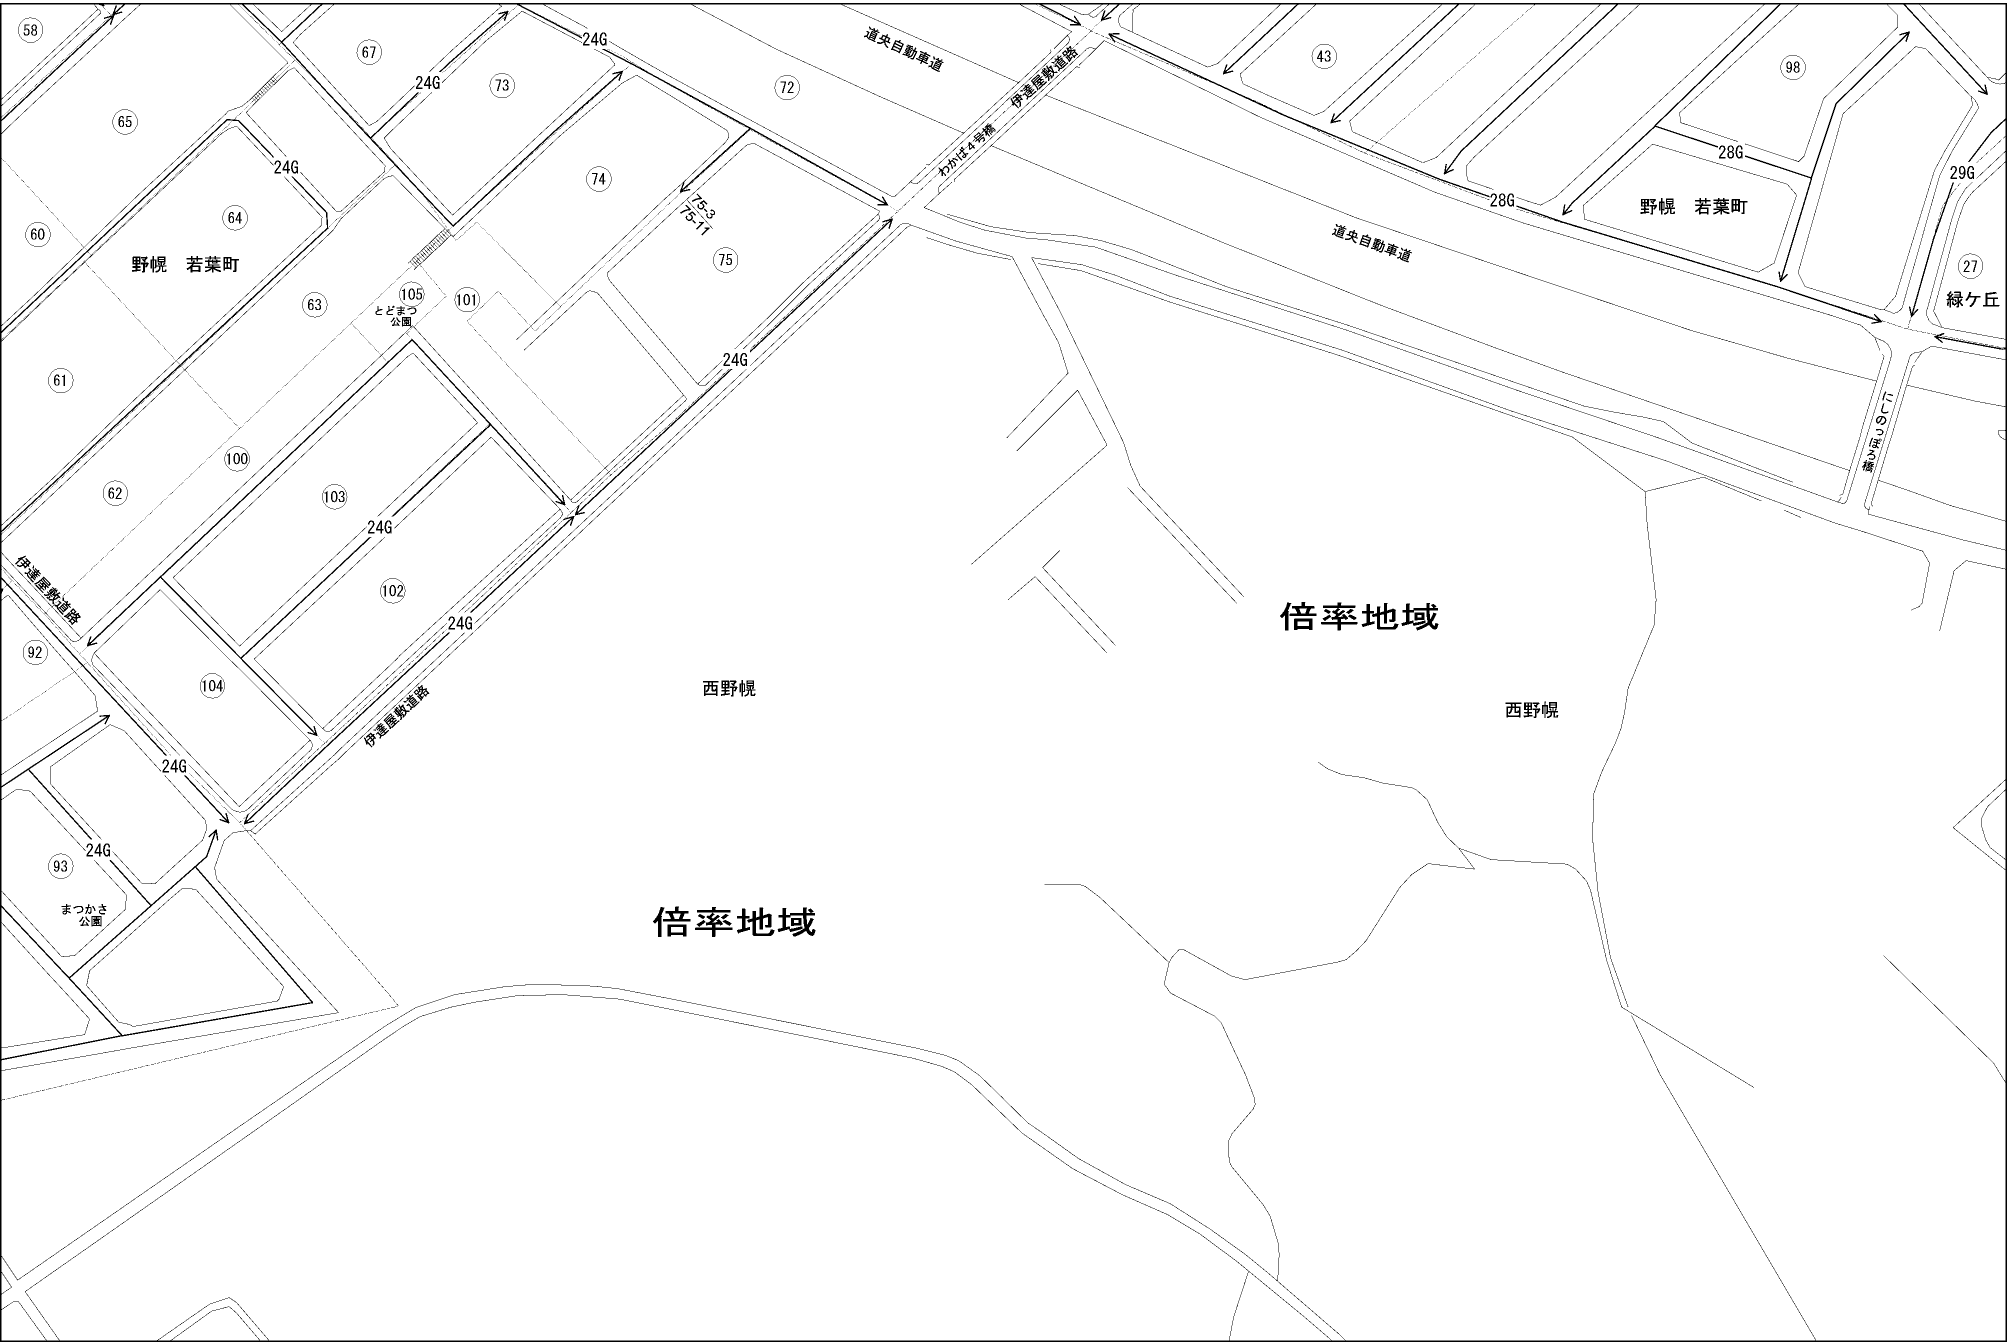 58
67
24G
72
道央自動車道
伊達屋敷道路
43
98
65
24G
73
わかば4号橋
24G
74
75-3
75-11
28G
28G
29G
野幌 若葉町
60
64
野幌 若葉町
75
道央自動車道
27
緑ケ丘
63
105
とどまつ
公園
101
61
24G
にしのっぽろ橋
100
62
103
24G
伊達屋敷道路
102
24G
倍率地域
92
104
伊達屋敷道路
西野幌
西野幌
24G
24G
93
まつかさ
公園
倍率地域